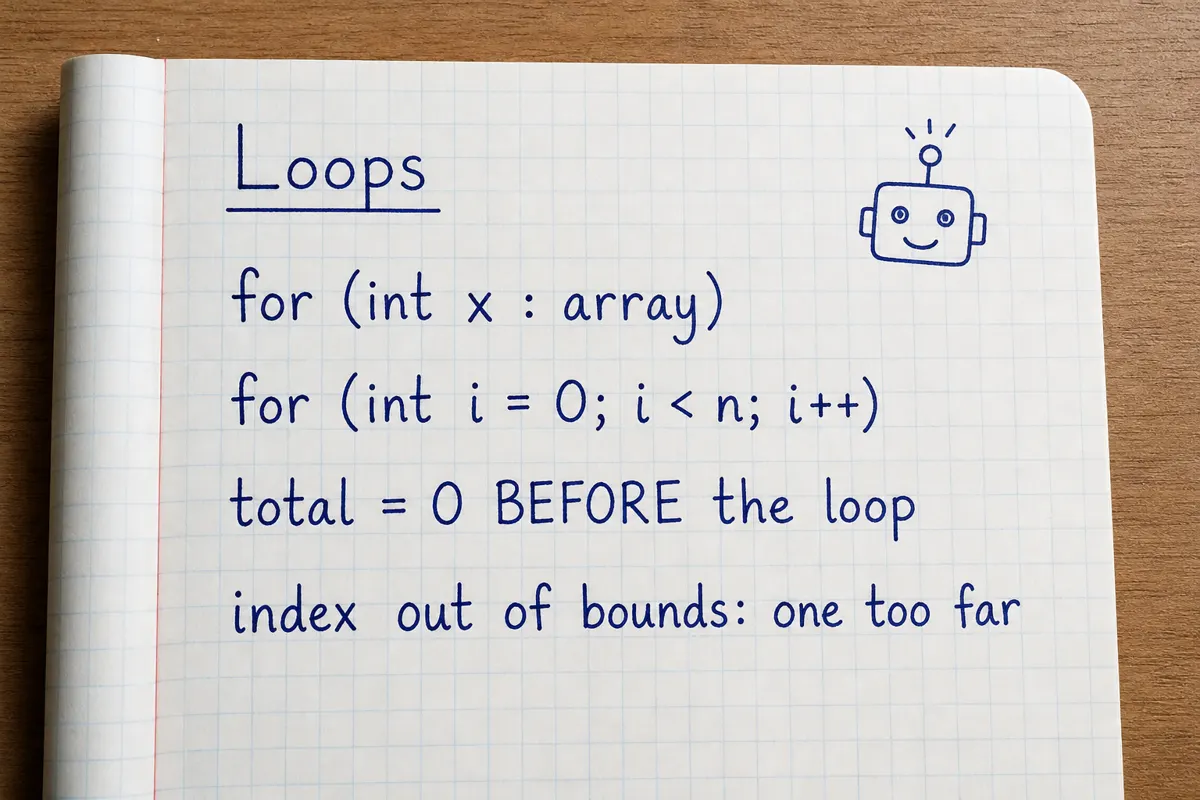 Loops
for (int x : array)
for (int i = 0; i < n; i++)
total = 0 BEFORE the loop
index out of bounds: one too far